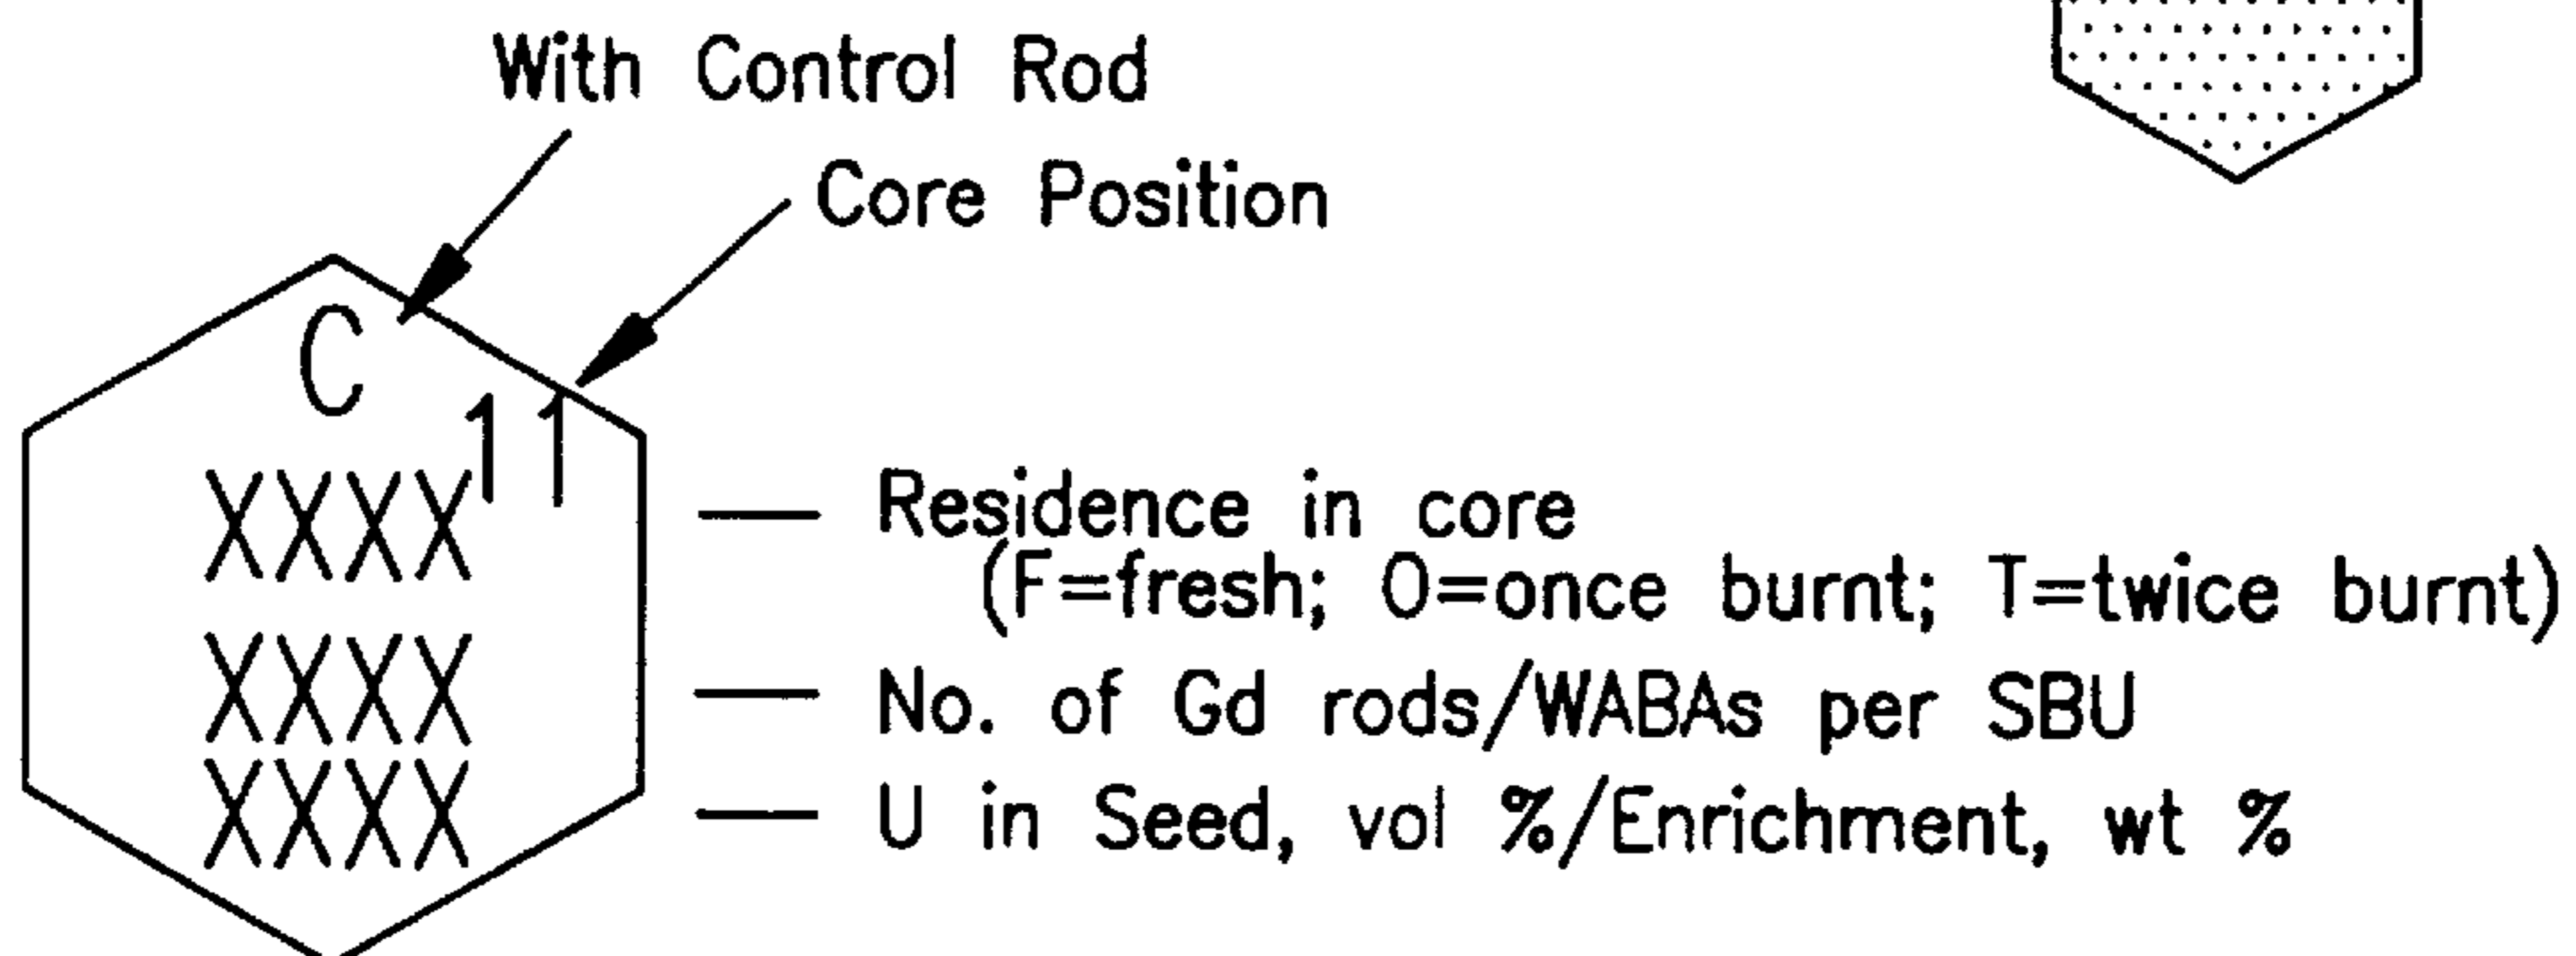 With Control Rod
Core Position
C
11
XXXX
Residence in core
(F=fresh; O=once burnt; T=twice burnt)
XXXX
No. of Gd rods/WABAs per SBU
XXXX
U in Seed, vol %/Enrichment, wt %